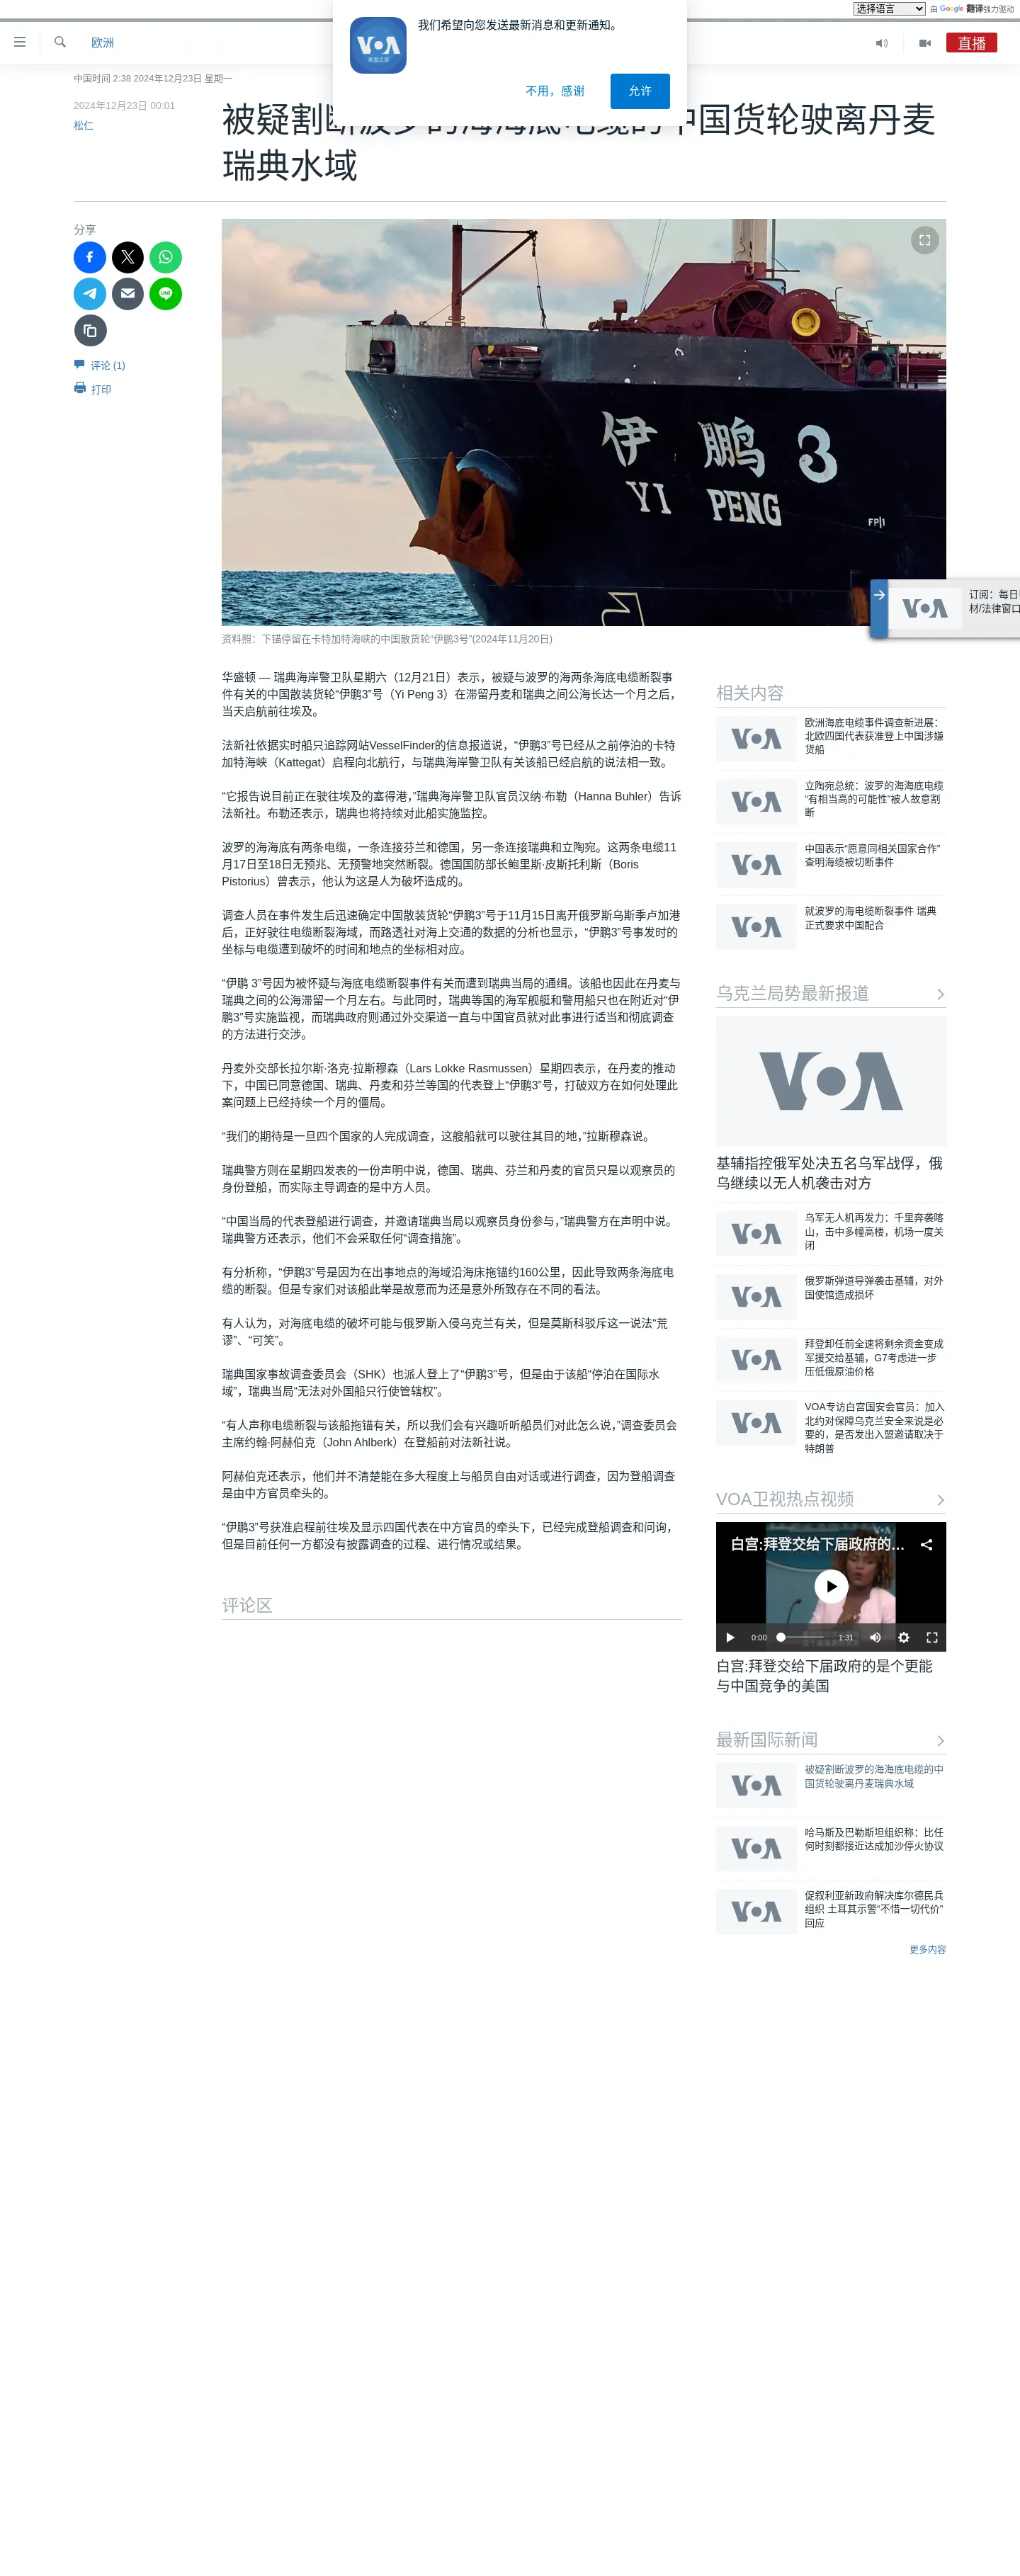 选择语言 由 Google 翻译强力驱动
我们希望向您发送最新消息和更新通知。
VOA
美国之音
不用，感谢
允许
欧洲
直播
中国时间 2:38 2024年12月23日 星期一
2024年12月23日 00:01
松仁
中国货轮驶离丹麦
瑞典水域
分享
评论 (1)
打印
伊鹏3
YI PENG
资料照：下锚停留在卡特加特海峡的中国散货轮“伊鹏3号”(2024年11月20日)
VOA
订阅：每日
材/法律窗口
华盛顿 — 瑞典海岸警卫队星期六（12月21日）表示，被疑与波罗的海两条海底电缆断裂事
件有关的中国散装货轮“伊鹏3”号（Yi Peng 3）在滞留丹麦和瑞典之间公海长达一个月之后，
当天启航前往埃及。
法新社依据实时船只追踪网站VesselFinder的信息报道说，“伊鹏3”号已经从之前停泊的卡特
加特海峡（Kattegat）启程向北航行，与瑞典海岸警卫队有关该船已经启航的说法相一致。
“它报告说目前正在驶往埃及的塞得港，”瑞典海岸警卫队官员汉纳·布勒（Hanna Buhler）告诉
法新社。布勒还表示，瑞典也将持续对此船实施监控。
波罗的海海底有两条电缆，一条连接芬兰和德国，另一条连接瑞典和立陶宛。这两条电缆11
月17日至18日无预兆、无预警地突然断裂。德国国防部长鲍里斯·皮斯托利斯（Boris
Pistorius）曾表示，他认为这是人为破坏造成的。
调查人员在事件发生后迅速确定中国散装货轮“伊鹏3”号于11月15日离开俄罗斯乌斯季卢加港
后，正好驶往电缆断裂海域，而路透社对海上交通的数据的分析也显示，“伊鹏3”号事发时的
坐标与电缆遭到破坏的时间和地点的坐标相对应。
“伊鹏 3”号因为被怀疑与海底电缆断裂事件有关而遭到瑞典当局的通缉。该船也因此在丹麦与
瑞典之间的公海滞留一个月左右。与此同时，瑞典等国的海军舰艇和警用船只也在附近对“伊
鹏3”号实施监视，而瑞典政府则通过外交渠道一直与中国官员就对此事进行适当和彻底调查
的方法进行交涉。
丹麦外交部长拉尔斯·洛克·拉斯穆森（Lars Lokke Rasmussen）星期四表示，在丹麦的推动
下，中国已同意德国、瑞典、丹麦和芬兰等国的代表登上“伊鹏3”号，打破双方在如何处理此
案问题上已经持续一个月的僵局。
“我们的期待是一旦四个国家的人完成调查，这艘船就可以驶往其目的地，”拉斯穆森说。
瑞典警方则在星期四发表的一份声明中说，德国、瑞典、芬兰和丹麦的官员只是以观察员的
身份登船，而实际主导调查的是中方人员。
“中国当局的代表登船进行调查，并邀请瑞典当局以观察员身份参与，”瑞典警方在声明中说。
瑞典警方还表示，他们不会采取任何“调查措施”。
有分析称，“伊鹏3”号是因为在出事地点的海域沿海床拖锚约160公里，因此导致两条海底电
缆的断裂。但是专家们对该船此举是故意而为还是意外所致存在不同的看法。
有人认为，对海底电缆的破坏可能与俄罗斯入侵乌克兰有关，但是莫斯科驳斥这一说法“荒
谬”、“可笑”。
瑞典国家事故调查委员会（SHK）也派人登上了“伊鹏3”号，但是由于该船“停泊在国际水
域”，瑞典当局“无法对外国船只行使管辖权”。
“有人声称电缆断裂与该船拖锚有关，所以我们会有兴趣听听船员们对此怎么说，”调查委员会
主席约翰·阿赫伯克（John Ahlberk）在登船前对法新社说。
阿赫伯克还表示，他们并不清楚能在多大程度上与船员自由对话或进行调查，因为登船调查
是由中方官员牵头的。
“伊鹏3”号获准启程前往埃及显示四国代表在中方官员的牵头下，已经完成登船调查和问询，
但是目前任何一方都没有披露调查的过程、进行情况或结果。
评论区
相关内容
VOA
欧洲海底电缆事件调查新进展：
北欧四国代表获准登上中国涉嫌
货船
VOA
立陶宛总统：波罗的海海底电缆
“有相当高的可能性”被人故意割
断
VOA
中国表示“愿意同相关国家合作”
查明海缆被切断事件
VOA
就波罗的海电缆断裂事件 瑞典
正式要求中国配合
乌克兰局势最新报道
VOA
基辅指控俄军处决五名乌军战俘，俄
乌继续以无人机袭击对方
VOA
乌军无人机再发力：千里奔袭喀
山，击中多幢高楼，机场一度关
闭
VOA
俄罗斯弹道导弹袭击基辅，对外
国使馆造成损坏
VOA
拜登卸任前全速将剩余资金变成
军援交给基辅，G7考虑进一步
压低俄原油价格
VOA
VOA专访白宫国安会官员：加入
北约对保障乌克兰安全来说是必
要的，是否发出入盟邀请取决于
特朗普
VOA卫视热点视频
白宫:拜登交给下届政府的...
0:00
1:31
白宫:拜登交给下届政府的是个更能
与中国竞争的美国
最新国际新闻
VOA
被疑割断波罗的海海底电缆的中
国货轮驶离丹麦瑞典水域
VOA
哈马斯及巴勒斯坦组织称：比任
何时刻都接近达成加沙停火协议
VOA
促叙利亚新政府解决库尔德民兵
组织 土耳其示警“不惜一切代价”
回应
更多内容